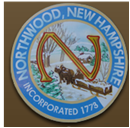 NORTHWOOD, NEW HAMPSHIRE
N
INCORPORATED 1773